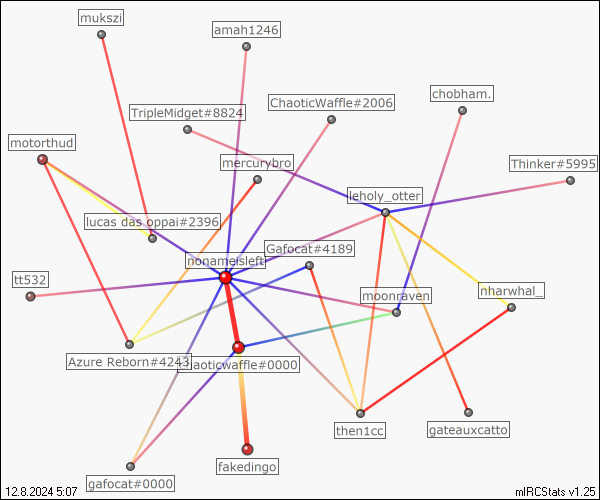 mukszi
amah1246
chobham.
ChaoticWaffle#2006
TripleMidget#8824
motorthud
mercurybro
Thinker#5995
leholy_otter
lucas das oppai#2396
Gafocat#4189
nonameisleft
tt532
moonraven
nharwhal_
Azure Reborn#4243
Chaoticwaffle#0000
then1cc
gateauxcatto
fakedingo
gafocat#0000
12.8.2024 5:07
mIRCStats v1.25